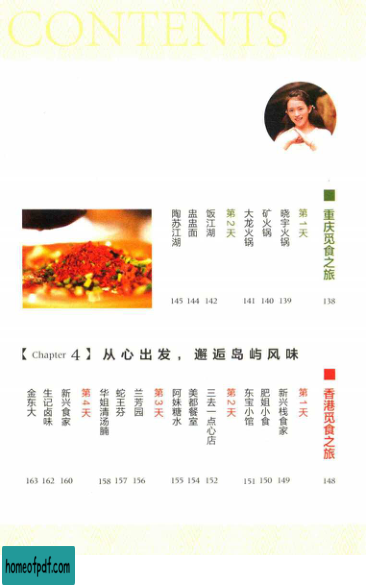 CONTENTS
重庆觅食之旅 138
第1天
晓宇火锅 139
矿火锅 140
大龙火锅 141
第2天
饭江湖 142
盅盅面 144
陶苏江湖 145
【Chapter 4】从心出发，邂逅岛屿风味
香港觅食之旅 148
第1天
新兴栈食家 149
肥姐小食 150
东宝小馆 151
第2天
三去一点心店 152
美都餐室 154
阿妹糖水 155
第3天
兰芳园 156
蛇王芬 157
华姐清汤腩 158
第4天
新兴食家 160
生记卤味 162
金东大 163
homeofpdf.com